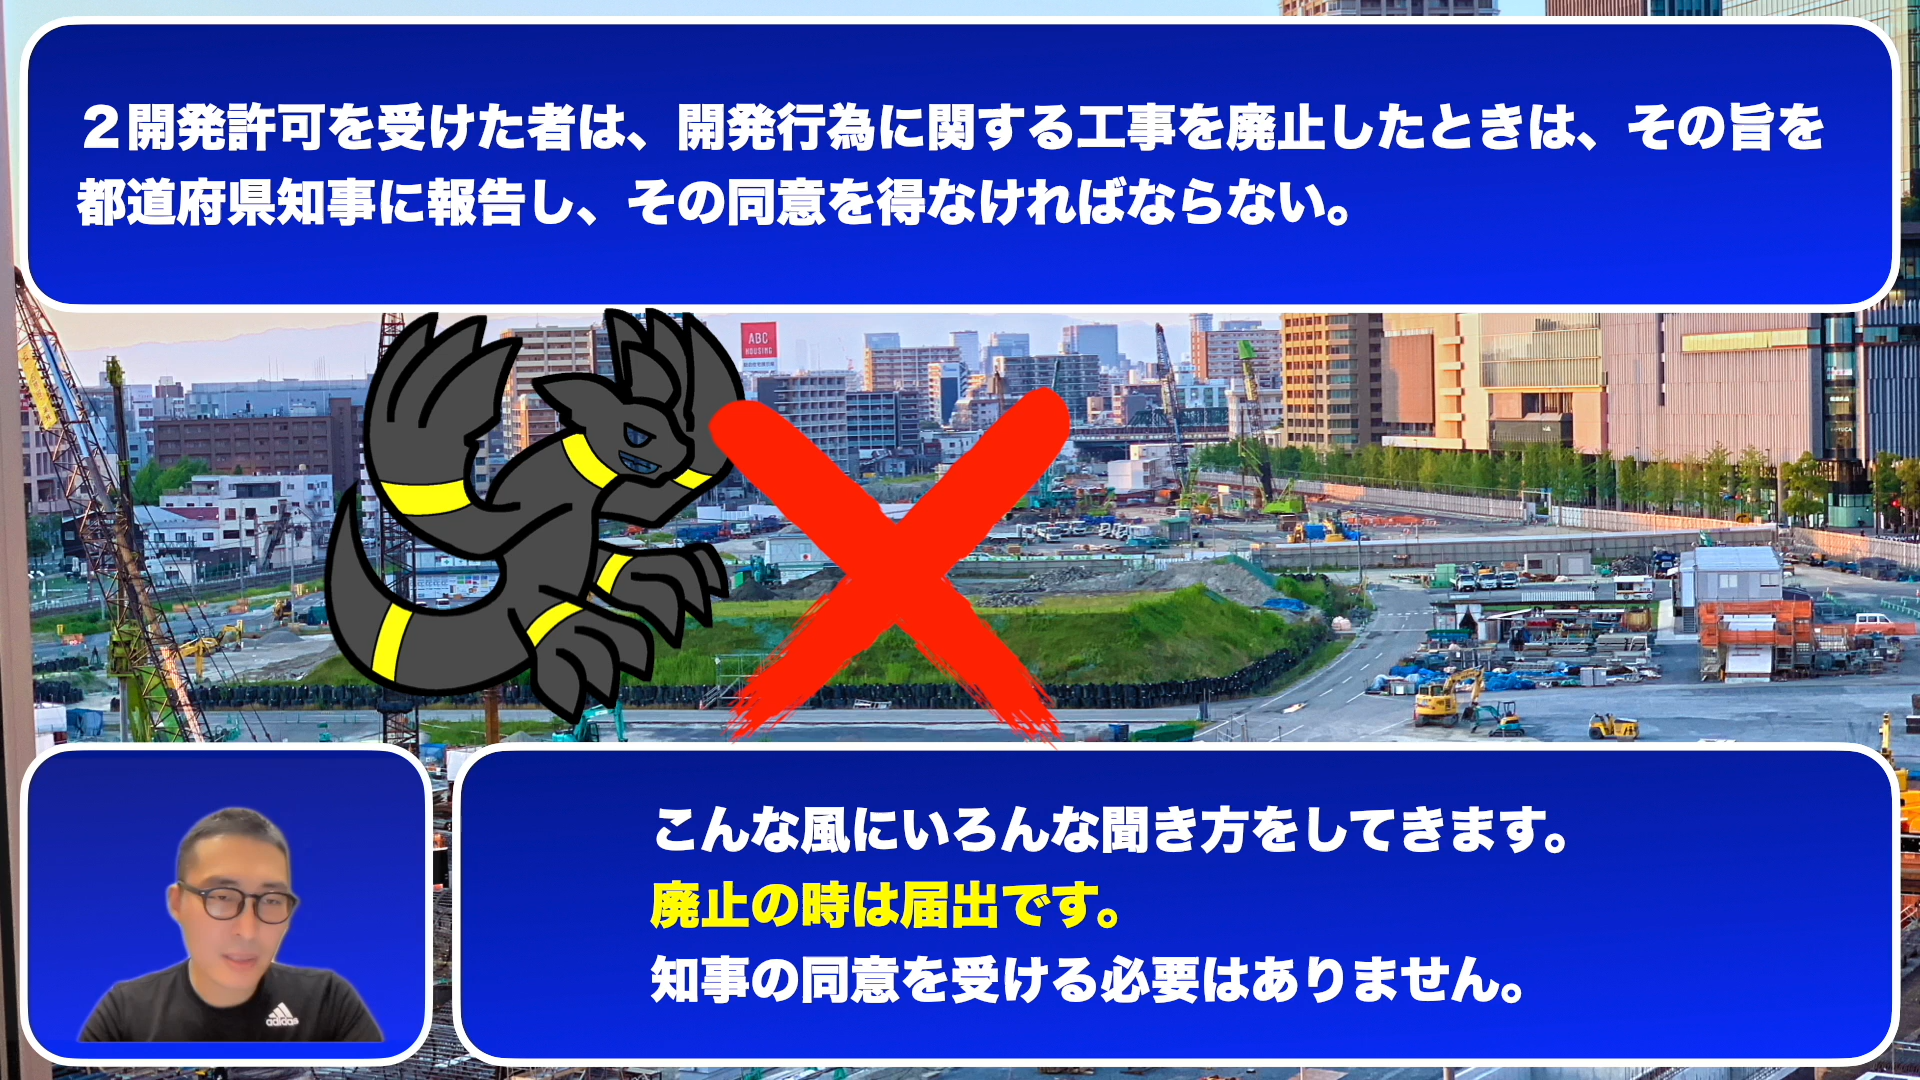 ２開発許可を受けた者は、開発行為に関する工事を廃止したときは、その旨を
都道府県知事に報告し、その同意を得なければならない。
ABC
HOUSING
こんな風にいろんな聞き方をしてきます。
廃止の時は届出です。
知事の同意を受ける必要はありません。
adidas